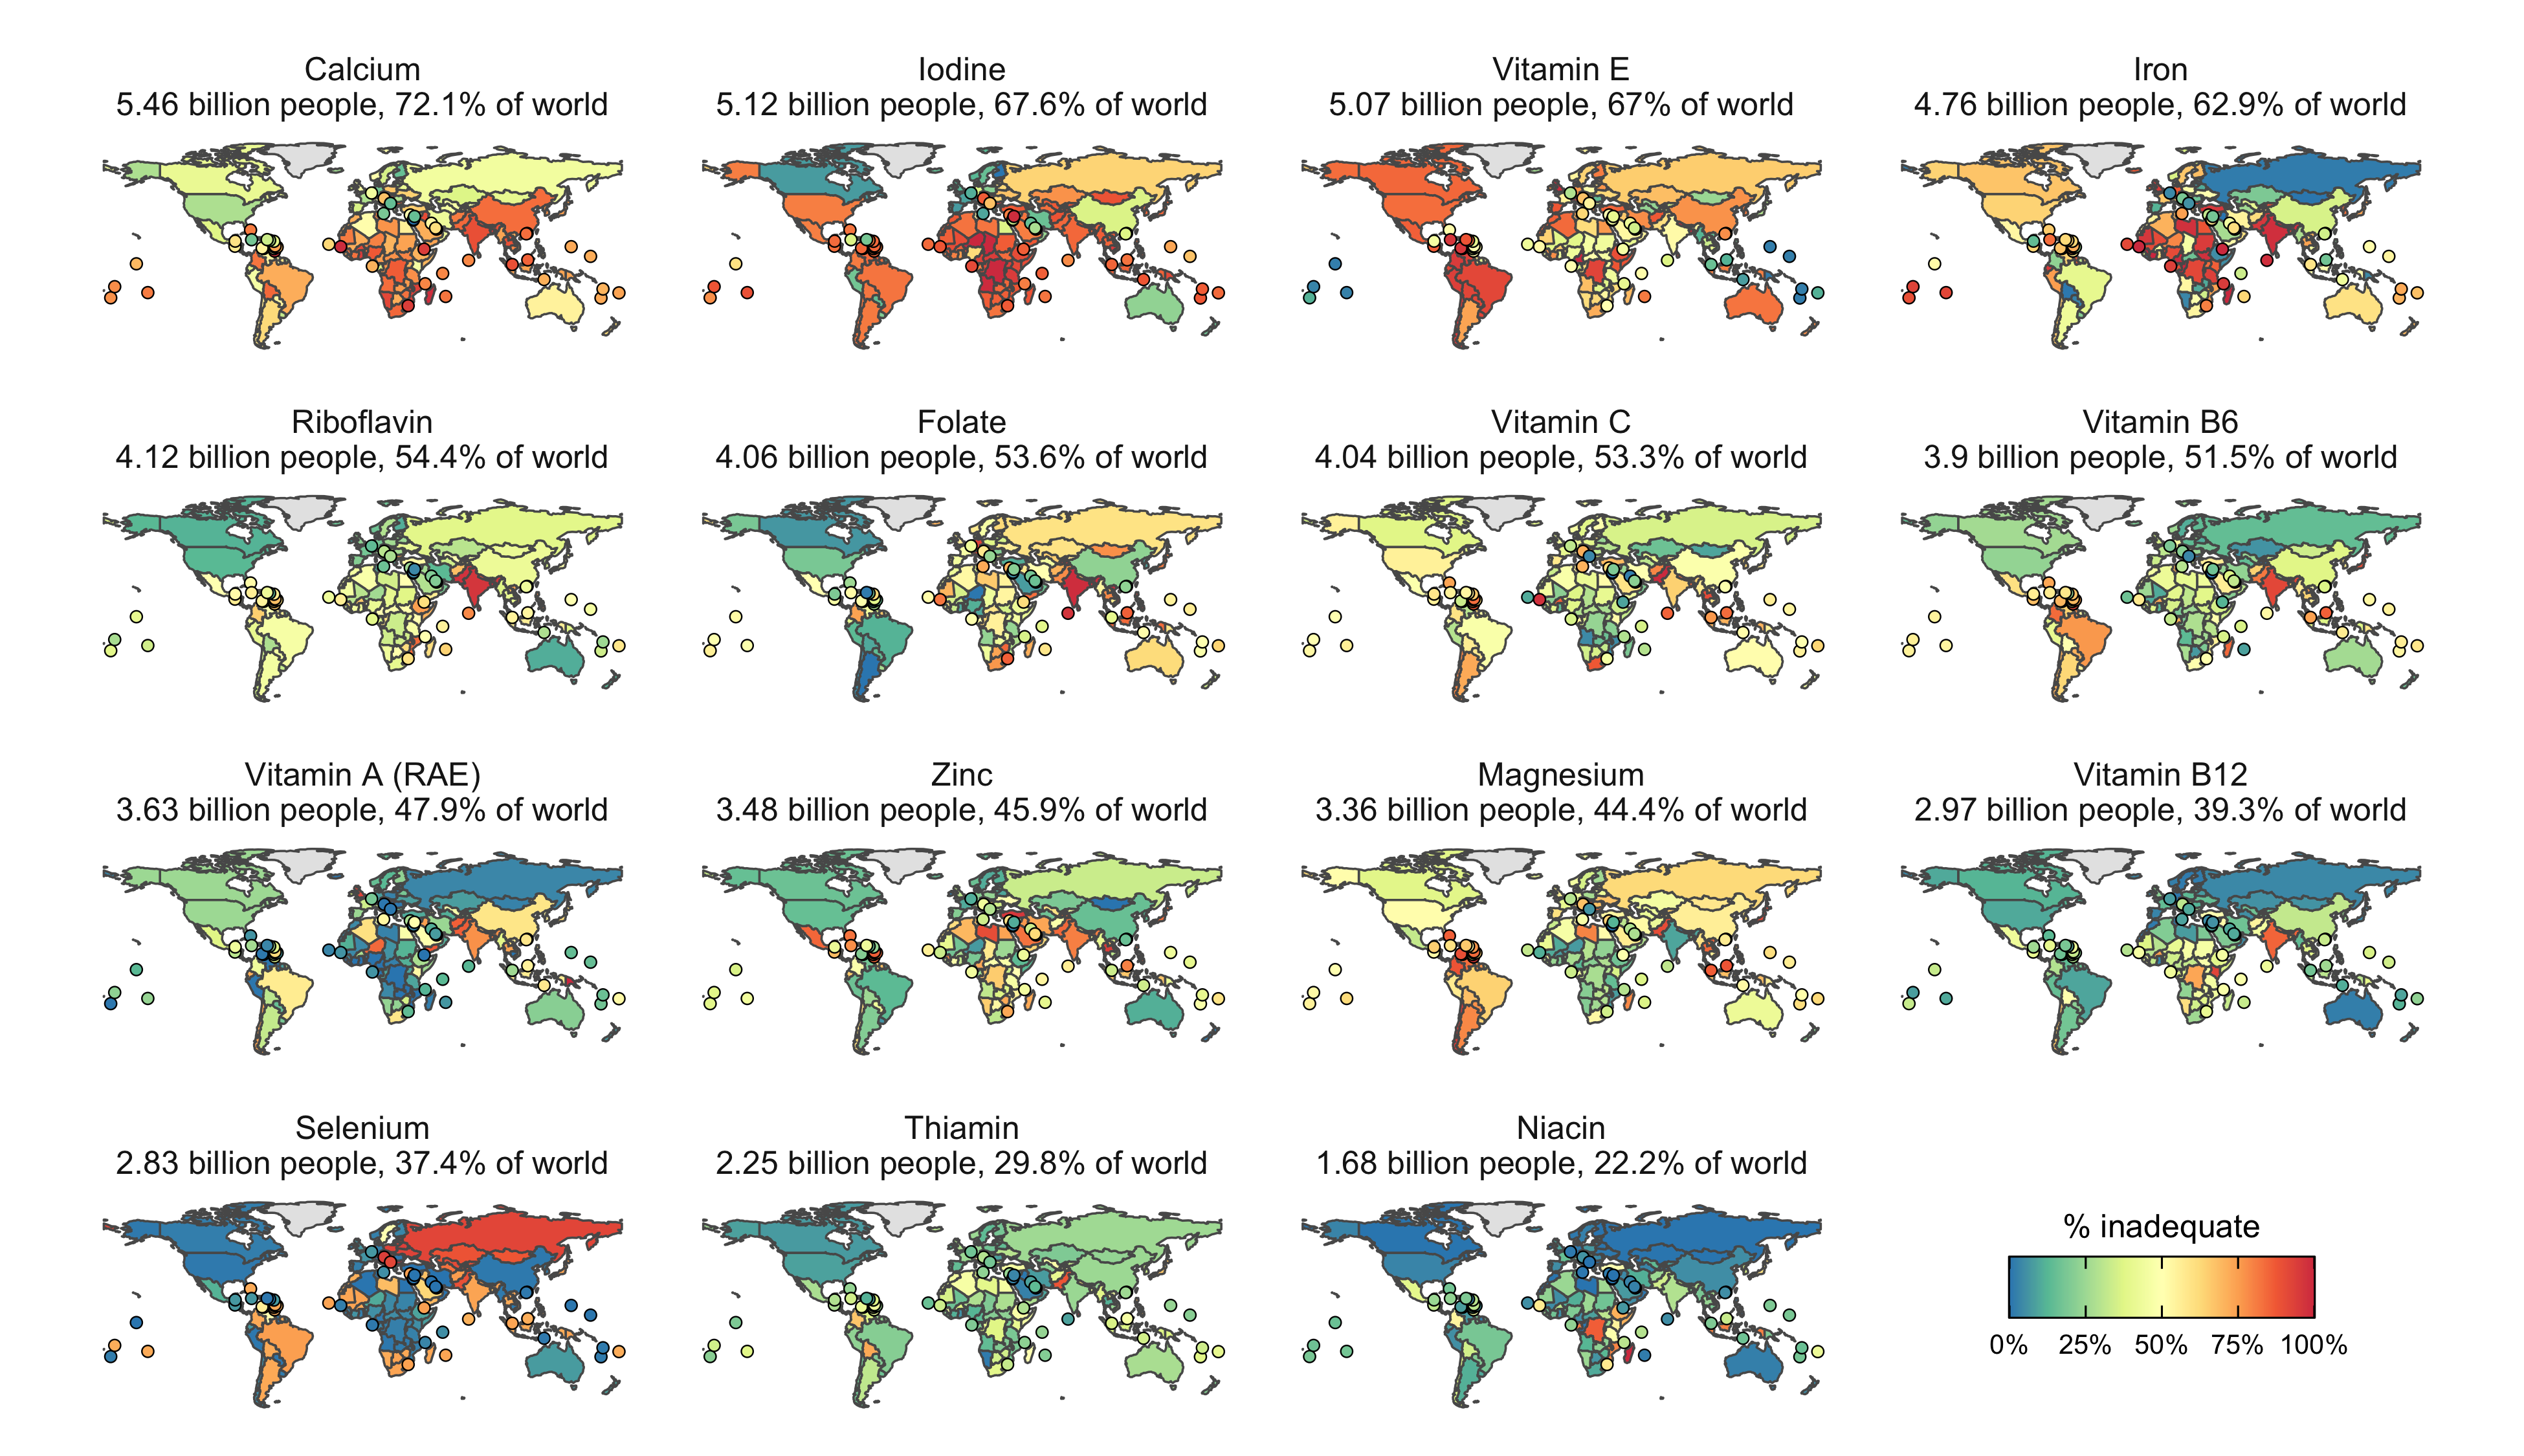 Calcium
5.46 billion people, 72.1% of world
Iodine
5.12 billion people, 67.6% of world
Vitamin E
5.07 billion people, 67% of world
Iron
4.76 billion people, 62.9% of world
Riboflavin
4.12 billion people, 54.4% of world
Folate
4.06 billion people, 53.6% of world
Vitamin C
4.04 billion people, 53.3% of world
Vitamin B6
3.9 billion people, 51.5% of world
Vitamin A (RAE)
3.63 billion people, 47.9% of world
Zinc
3.48 billion people, 45.9% of world
Magnesium
3.36 billion people, 44.4% of world
Vitamin B12
2.97 billion people, 39.3% of world
Selenium
2.83 billion people, 37.4% of world
Thiamin
2.25 billion people, 29.8% of world
Niacin
1.68 billion people, 22.2% of world
% inadequate
0% 25% 50% 75% 100%